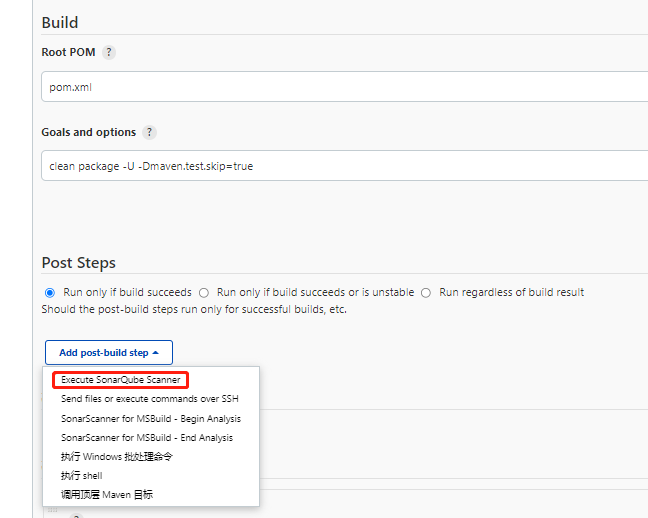 Build
Root POM ?
pom.xml
Goals and options ?
clean package -U -Dmaven.test.skip=true
Post Steps
Run only if build succeeds Run only if build succeeds or is unstable Run regardless of build result
Should the post-build steps run only for successful builds, etc.
Add post-build step
Execute SonarQube Scanner
Send files or execute commands over SSH
SonarScanner for MSBuild - Begin Analysis
SonarScanner for MSBuild - End Analysis
执行 Windows 批处理命令
执行 shell
调用顶层 Maven 目标